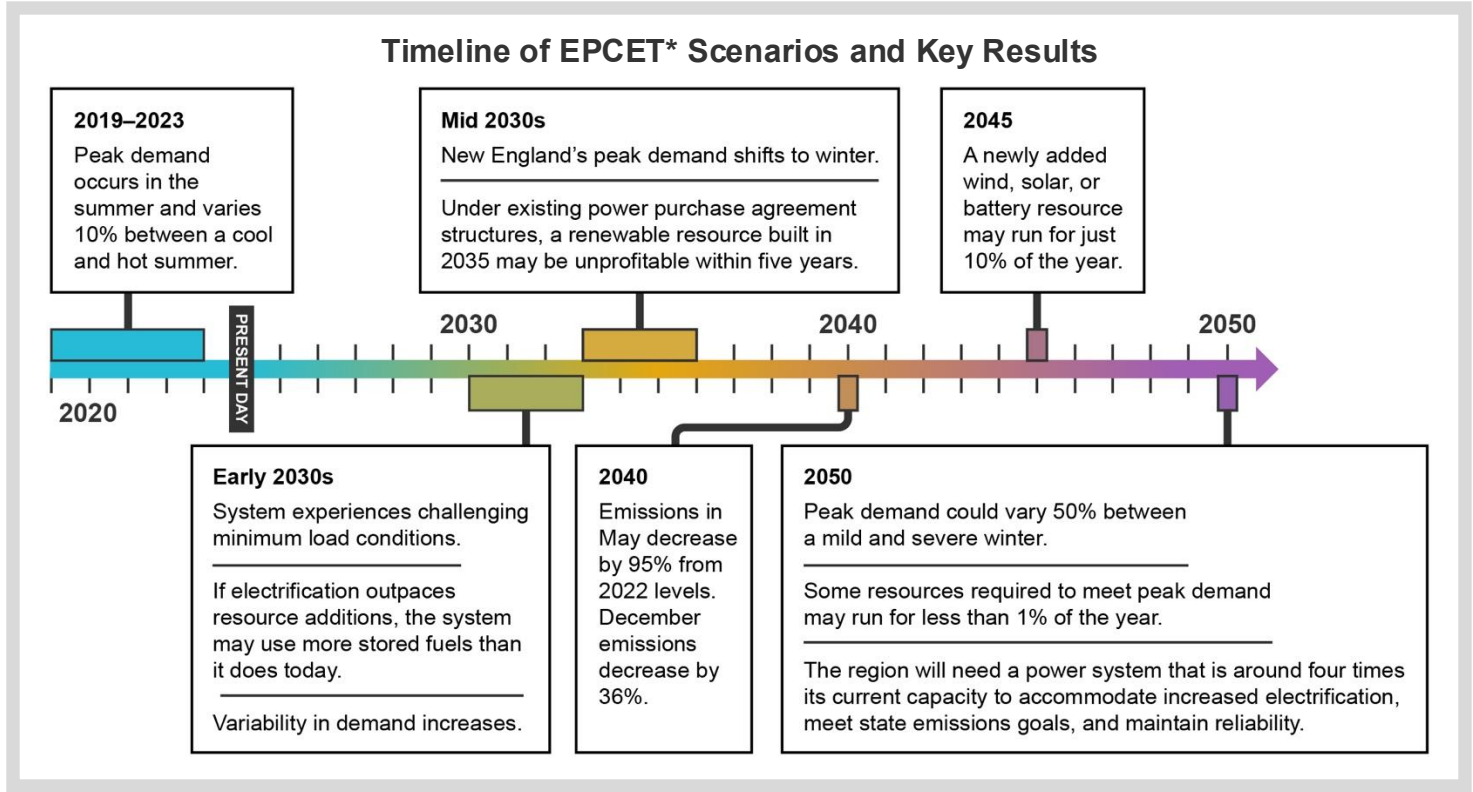 Timeline of EPCET* Scenarios and Key Results
2019–2023
Peak demand
occurs in the
summer and varies
10% between a cool
and hot summer.
Mid 2030s
New England’s peak demand shifts to winter.
Under existing power purchase agreement
structures, a renewable resource built in
2035 may be unprofitable within five years.
2045
A newly added
wind, solar, or
battery resource
may run for just
10% of the year.
2030
2040
2050
PRESENT DAY
2020
Early 2030s
System experiences challenging
minimum load conditions.
If electrification outpaces
resource additions, the system
may use more stored fuels than
it does today.
Variability in demand increases.
2040
Emissions in
May decrease
by 95% from
2022 levels.
December
emissions
decrease by
36%.
2050
Peak demand could vary 50% between
a mild and severe winter.
Some resources required to meet peak demand
may run for less than 1% of the year.
The region will need a power system that is around four times
its current capacity to accommodate increased electrification,
meet state emissions goals, and maintain reliability.